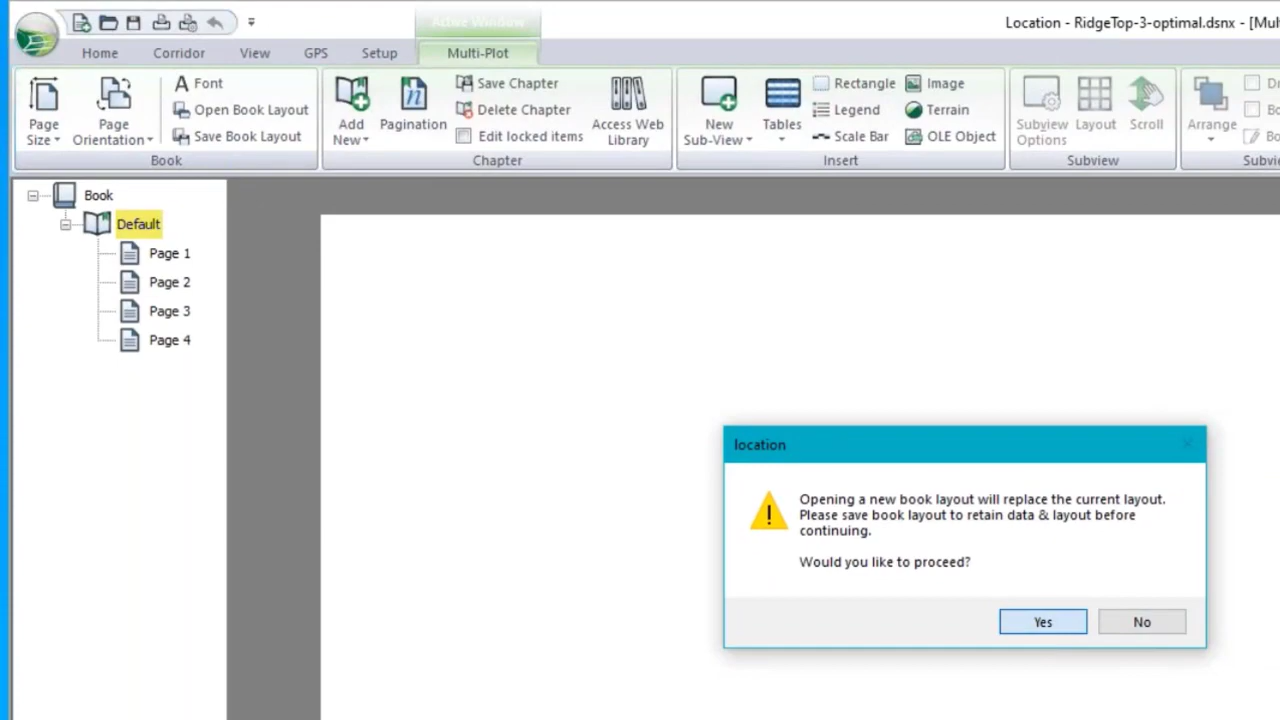 Active Window
Location - RidgeTop-3-optimal.dsnx - [Mul
Home Corridor View GPS Setup Multi-Plot
Page Size
Page Orientation
Font
Open Book Layout
Save Book Layout
Book
Add New
Pagination
Save Chapter
Delete Chapter
Edit locked items
Access Web Library
Chapter
New Sub-View
Tables
Rectangle
Legend
Scale Bar
Image
Terrain
OLE Object
Insert
Subview Options
Layout
Scroll
Subview
Arrange
Subvi
Book
Default
Page 1
Page 2
Page 3
Page 4
location
Opening a new book layout will replace the current layout.
Please save book layout to retain data & layout before
continuing.
Would you like to proceed?
Yes No